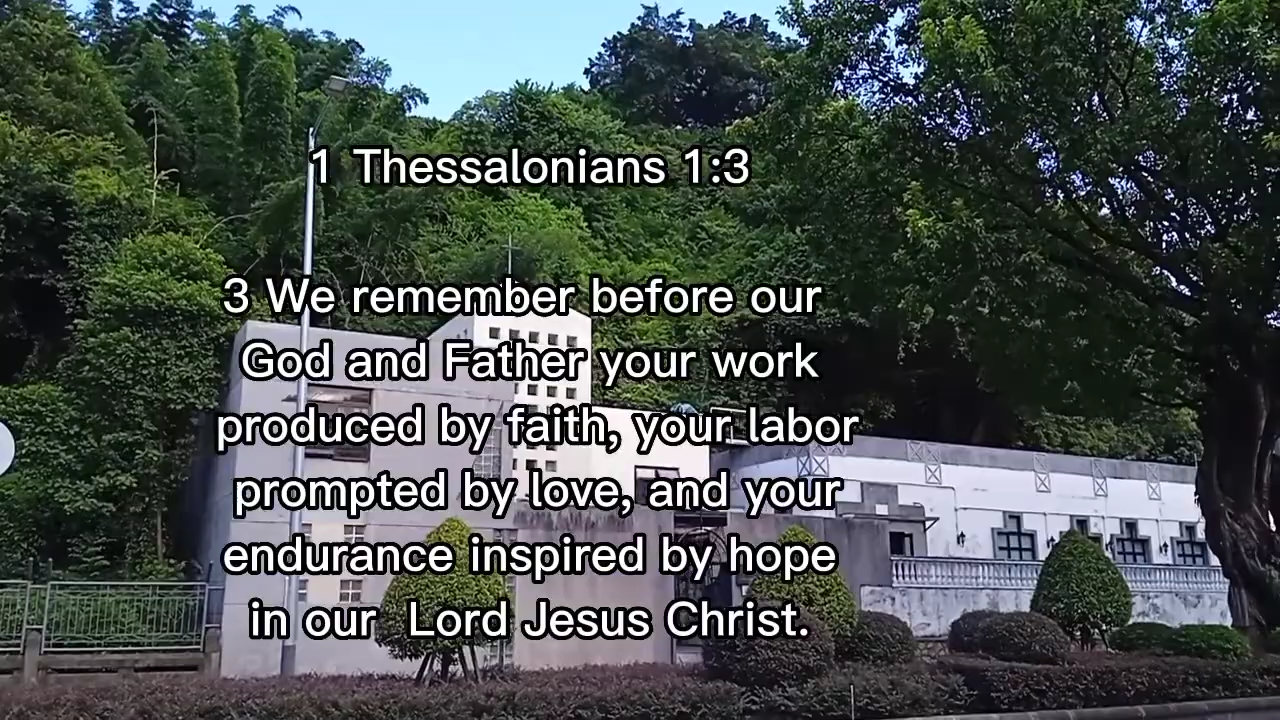 1 Thessalonians 1:3
3 We remember before our
God and Father your work
produced by faith, your labor
prompted by love, and your
endurance inspired by hope
in our Lord Jesus Christ.